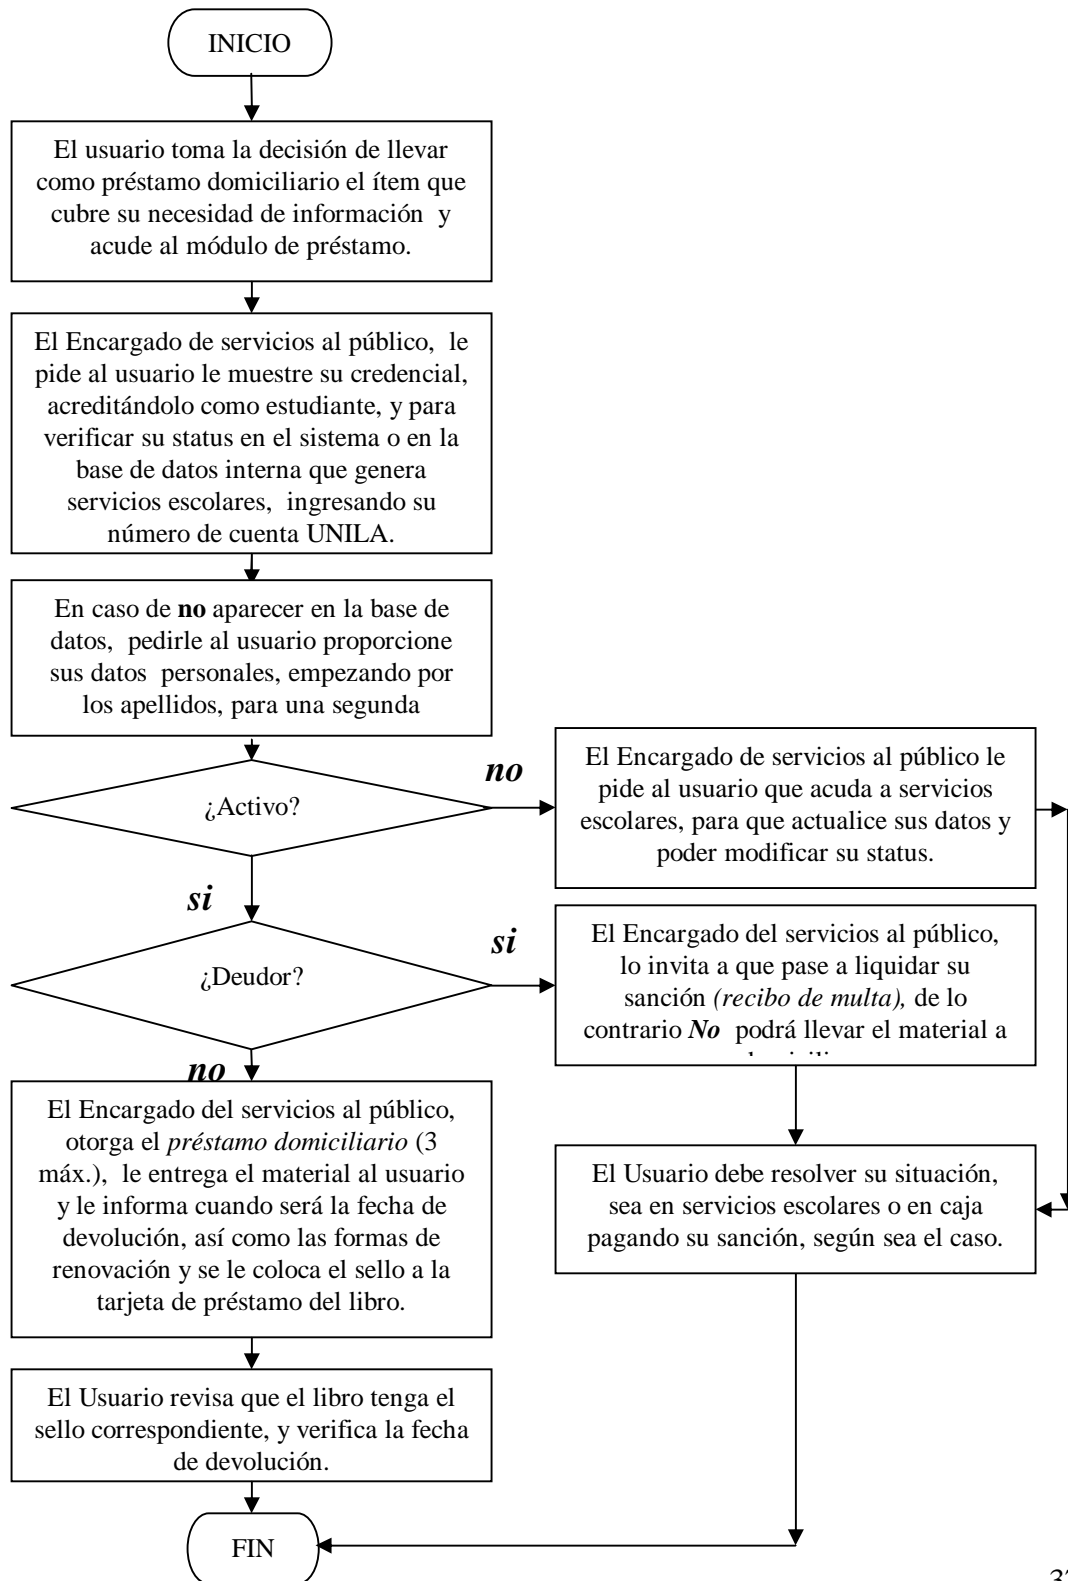 INICIO
El usuario toma la decisión de llevar
como préstamo domiciliario el ítem que
cubre su necesidad de información y
acude al módulo de préstamo.
El Encargado de servicios al público, le
pide al usuario le muestre su credencial,
acreditándolo como estudiante, y para
verificar su status en el sistema o en la
base de datos interna que genera
servicios escolares, ingresando su
número de cuenta UNILA.
En caso de no aparecer en la base de
datos, pedirle al usuario proporcione
sus datos personales, empezando por
los apellidos, para una segunda
¿Activo?
no
El Encargado de servicios al público le
pide al usuario que acuda a servicios
escolares, para que actualice sus datos y
poder modificar su status.
si
¿Deudor?
si
El Encargado del servicios al público,
lo invita a que pase a liquidar su
sanción (recibo de multa), de lo
contrario No podrá llevar el material a
no
El Encargado del servicios al público,
otorga el préstamo domiciliario (3
máx.), le entrega el material al usuario
y le informa cuando será la fecha de
devolución, así como las formas de
renovación y se le coloca el sello a la
tarjeta de préstamo del libro.
El Usuario debe resolver su situación,
sea en servicios escolares o en caja
pagando su sanción, según sea el caso.
El Usuario revisa que el libro tenga el
sello correspondiente, y verifica la fecha
de devolución.
FIN